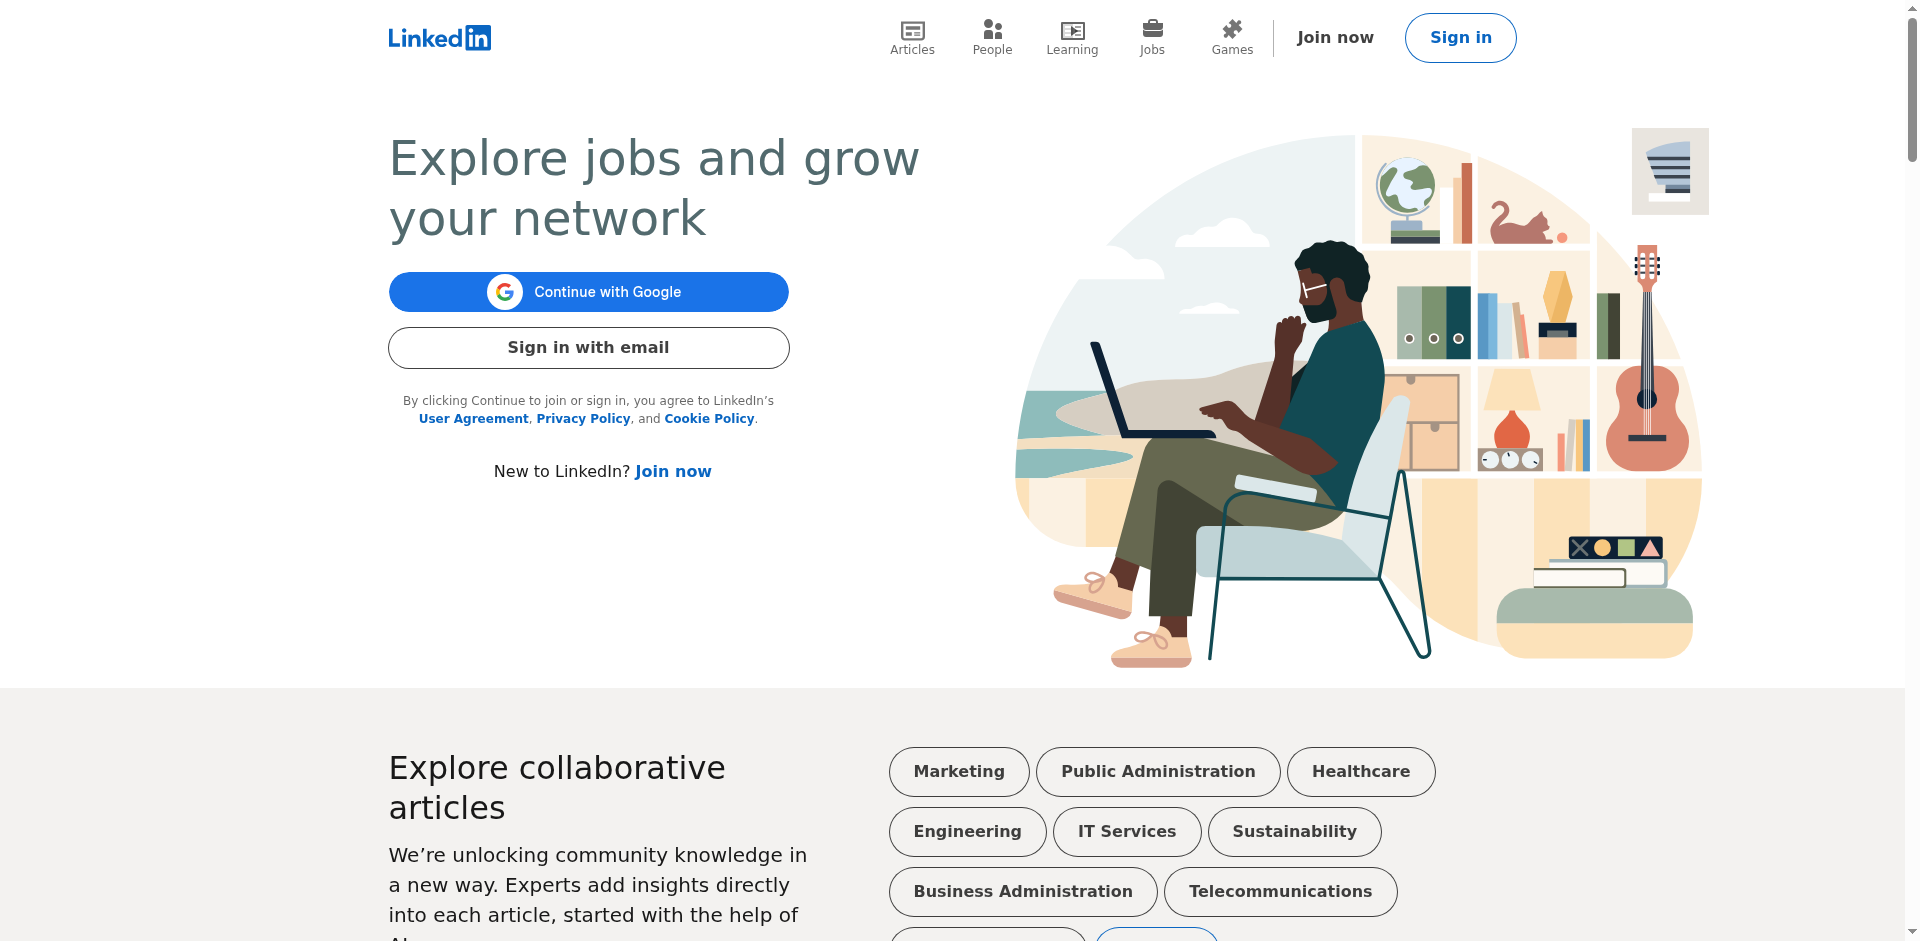 Linked in
Articles
People
Learning
Jobs
Games
Join now
Sign in
Explore jobs and grow
your network
Continue with Google
Sign in with email
By clicking Continue to join or sign in, you agree to LinkedIn’s
User Agreement, Privacy Policy, and Cookie Policy.
New to LinkedIn? Join now
Explore collaborative
articles
We’re unlocking community knowledge in
a new way. Experts add insights directly
into each article, started with the help of
Marketing
Public Administration
Healthcare
Engineering
IT Services
Sustainability
Business Administration
Telecommunications